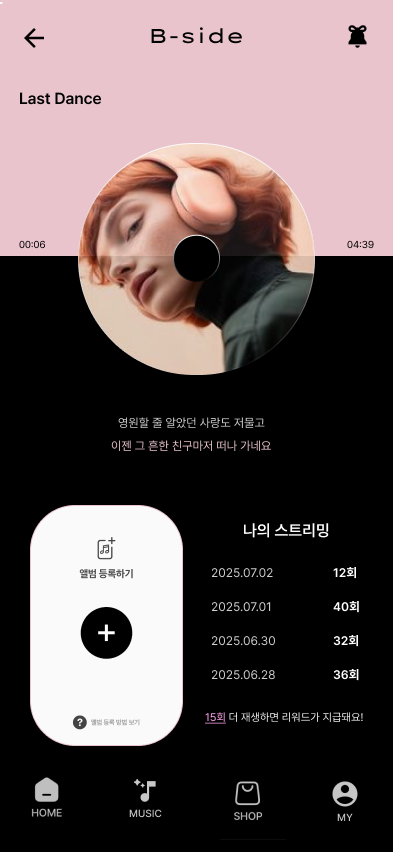 B-side
Last Dance
00:06
04:39
영원할 줄 알았던 사랑도 저물고
이젠 그 흔한 친구마저 떠나 가네요
앨범 등록하기
? 앨범 등록 방법 보기
나의 스트리밍
2025.07.02 12회
2025.07.01 40회
2025.06.30 32회
2025.06.28 36회
15회 더 재생하면 리워드가 지급돼요!
HOME
MUSIC
SHOP
MY